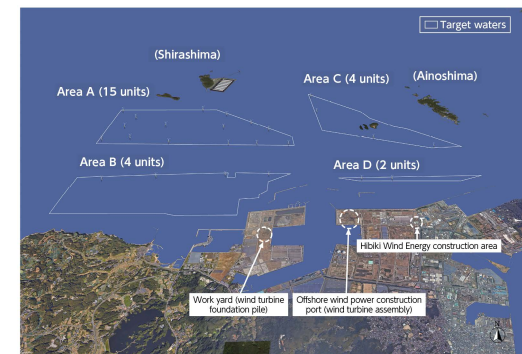 Target waters
(Shirashima)
Area A (15 units)
Area C (4 units)
(Ainoshima)
Area B (4 units)
Area D (2 units)
Hibiki Wind Energy construction area
Work yard (wind turbine
foundation pile)
Offshore wind power construction
port (wind turbine assembly)